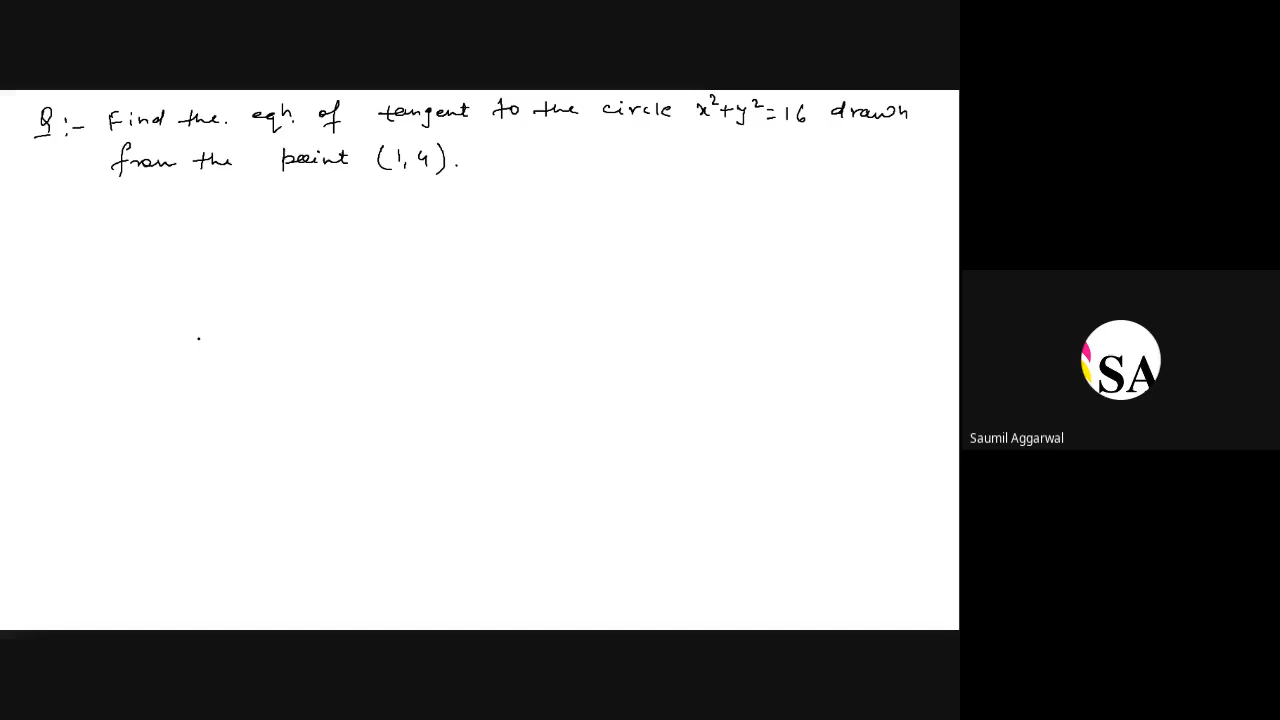 Q:- Find the. eqn. of tangent to the circle x²+y²=16 drawn
from the point (1,4).
SA
Saumil Aggarwal